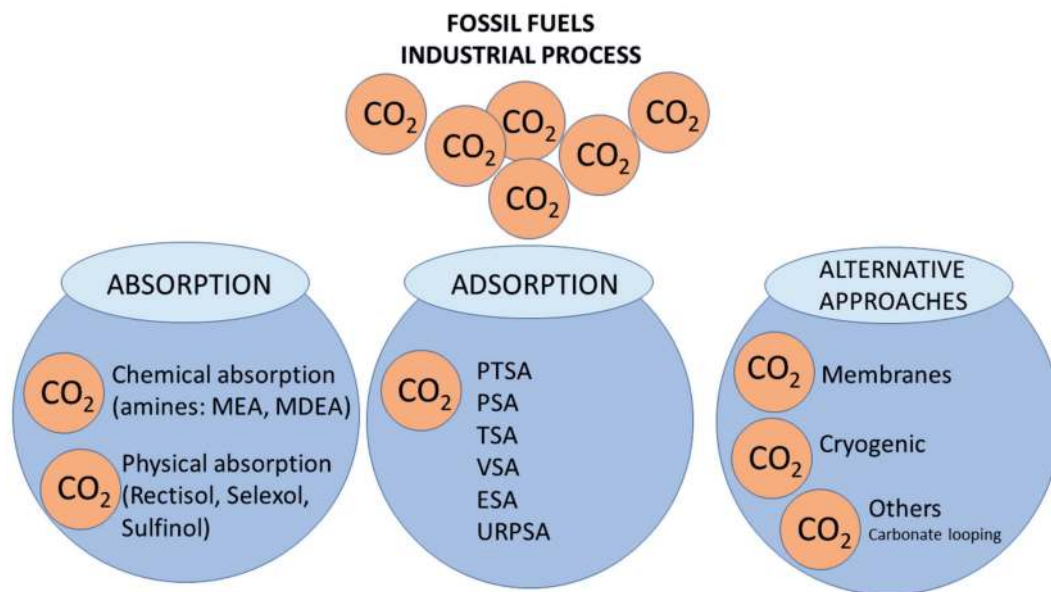 FOSSIL FUELS
INDUSTRIAL PROCESS
CO₂
CO₂
CO₂
CO₂
CO₂
CO₂
ABSORPTION
CO₂
Chemical absorption
(amines: MEA, MDEA)
CO₂
Physical absorption
(Rectisol, Selexol,
Sulfinol)
ADSORPTION
CO₂
PTSA
PSA
TSA
VSA
ESA
URPSA
ALTERNATIVE
APPROACHES
CO₂
Membranes
CO₂
Cryogenic
CO₂
Others
Carbonate looping